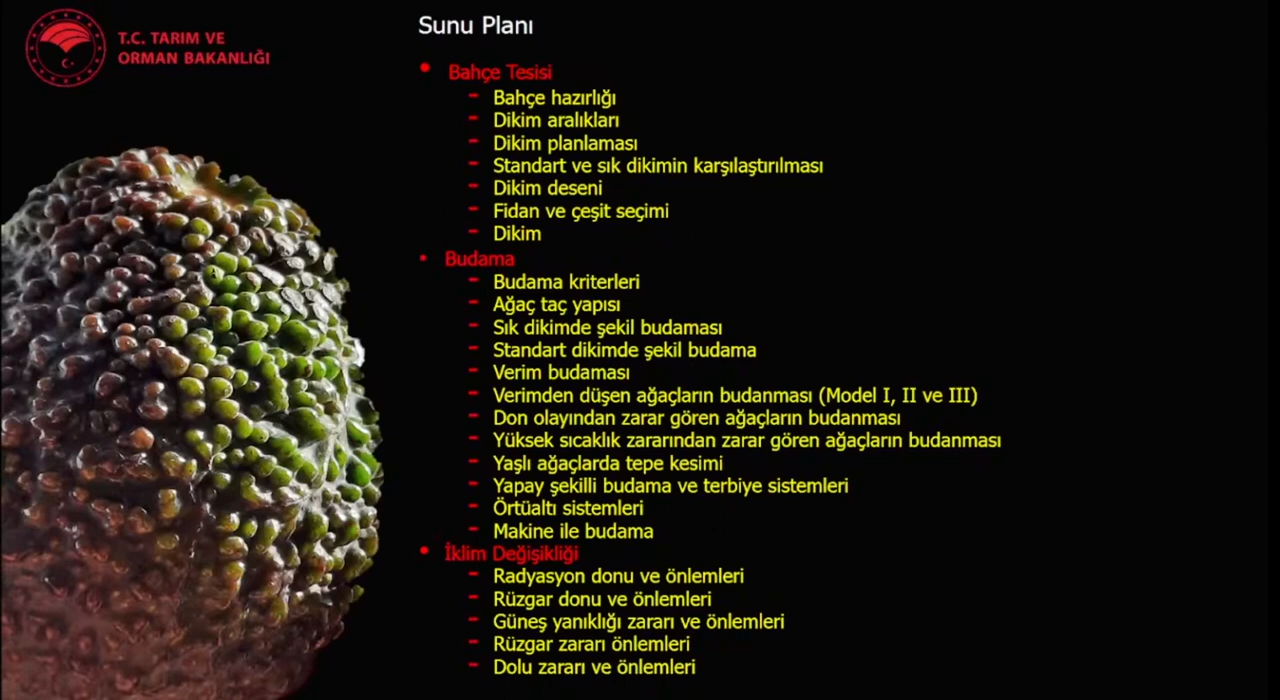 T.C. TARIM VE
ORMAN BAKANLIĞI
Sunu Planı
• Bahçe Tesisi
- Bahçe hazırlığı
- Dikim aralıkları
- Dikim planlaması
- Standart ve sık dikimin karşılaştırılması
- Dikim deseni
- Fidan ve çeşit seçimi
- Dikim
• Budama
- Budama kriterleri
- Ağaç taç yapısı
- Sık dikimde şekil budaması
- Standart dikimde şekil budama
- Verim budaması
- Verimden düşen ağaçların budanması (Model I, II ve III)
- Don olayından zarar gören ağaçların budanması
- Yüksek sıcaklık zararından zarar gören ağaçların budanması
- Yaşlı ağaçlarda tepe kesimi
- Yapay şekilli budama ve terbiye sistemleri
- Örtüaltı sistemleri
- Makine ile budama
• İklim Değişikliği
- Radyasyon donu ve önlemleri
- Rüzgar donu ve önlemleri
- Güneş yanıklığı zararı ve önlemleri
- Rüzgar zararı önlemleri
- Dolu zararı ve önlemleri